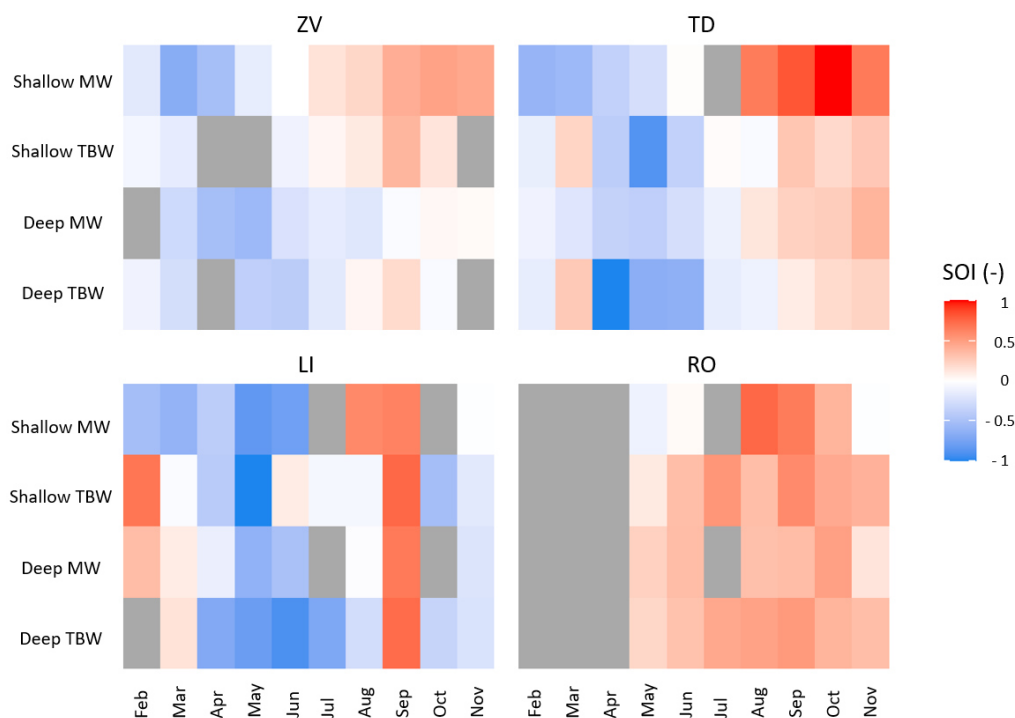 ZV
TD
Shallow MW
Shallow TBW
Deep MW
Deep TBW
SOI (-)
1
0.5
0
- 0.5
- 1
LI
RO
Shallow MW
Shallow TBW
Deep MW
Deep TBW
Feb
Mar
Apr
May
Jun
Jul
Aug
Sep
Oct
Nov
Feb
Mar
Apr
May
Jun
Jul
Aug
Sep
Oct
Nov